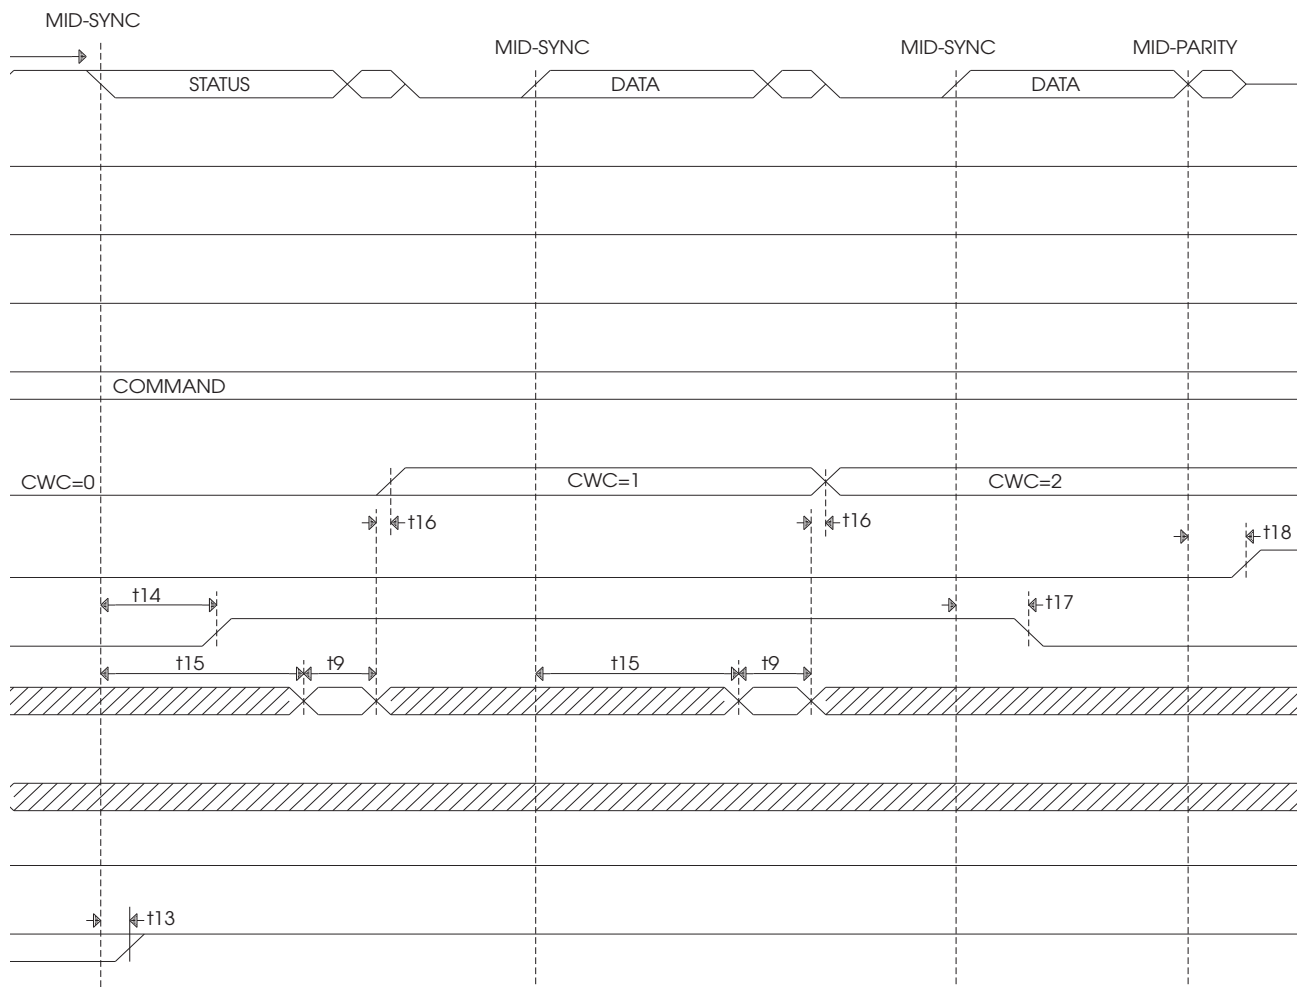 MID-SYNC
MID-SYNC
MID-SYNC
MID-PARITY
STATUS
DATA
DATA
COMMAND
CWC=0
CWC=1
CWC=2
t16
t16
t18
t14
t17
t15
t9
t15
t9
t13